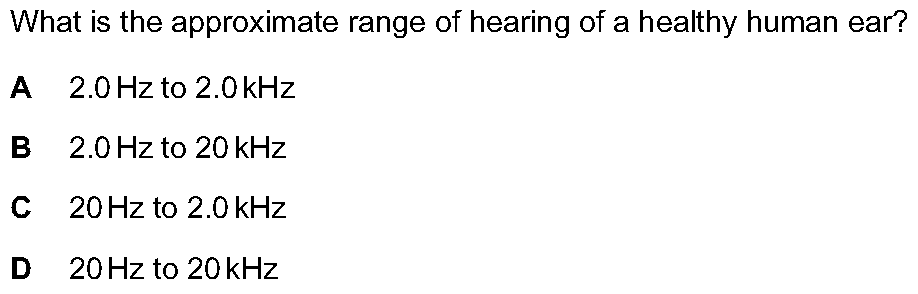 What is the approximate range of hearing of a healthy human ear?
A 2.0 Hz to 2.0 kHz
B 2.0 Hz to 20 kHz
C 20 Hz to 2.0 kHz
D 20 Hz to 20 kHz